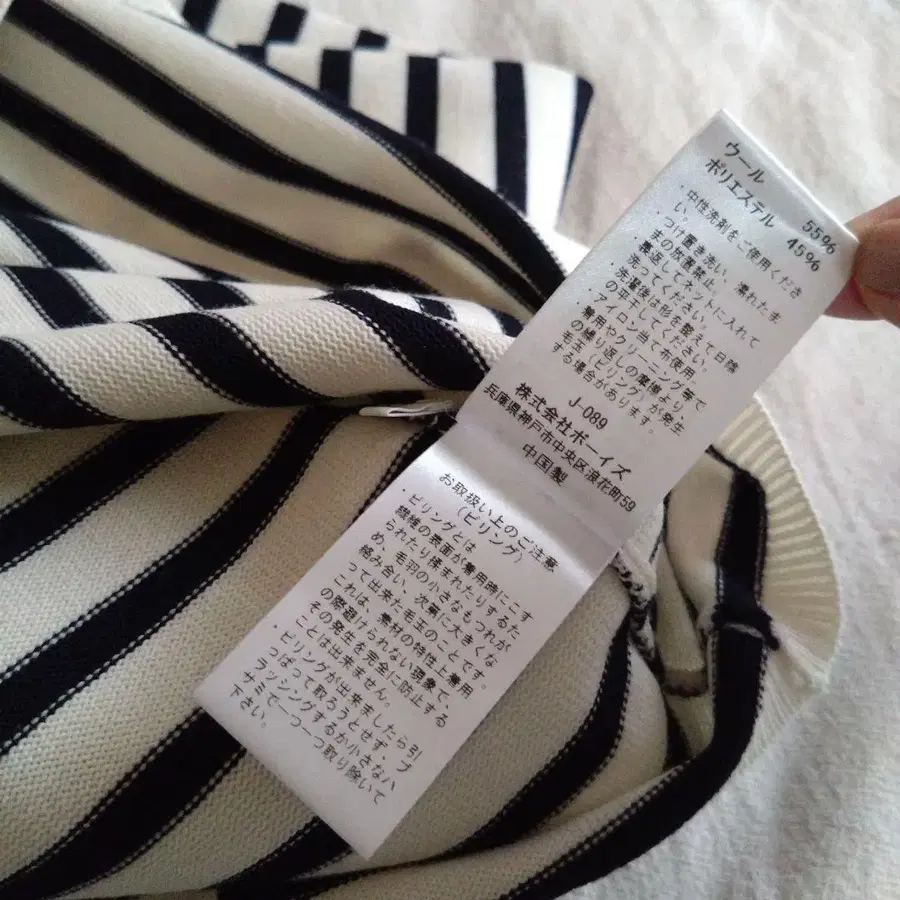 ウール 55%
ポリエステル 45%
・中性洗剤をご使用くださ
い。
・つけ置き洗い、濡れたま
まの放置禁止。
・裏返してネットに入れて
洗ってください。
・洗濯後は形を整えて日陰
の平干してください。
・アイロン当て布使用。
・着用やクリーニング等で
の繰り返しの摩擦より、
毛玉(ピリング)が発生
する場合があります。
J-089
株式会社ボーイズ
兵庫県神戸市中央区浪花町59
中国製
お取扱い上のご注意
(ピリング)
・ピリングとは
繊維の表面が着用時にこす
られたり揉まれたりするた
め、毛羽の小さなもつれが
絡み合い、次第に大きくな
って出来た毛玉のことです。
これは、素材の特性上着用
の際避けられない現象で、
その発生を完全に防止する
ことは出来ません。
・ピリングが出来ましたら引
っぱって取ろうとせず・ブ
ラッシングするか小さなハ
サミで一つ一つ取り除いて
下さい。